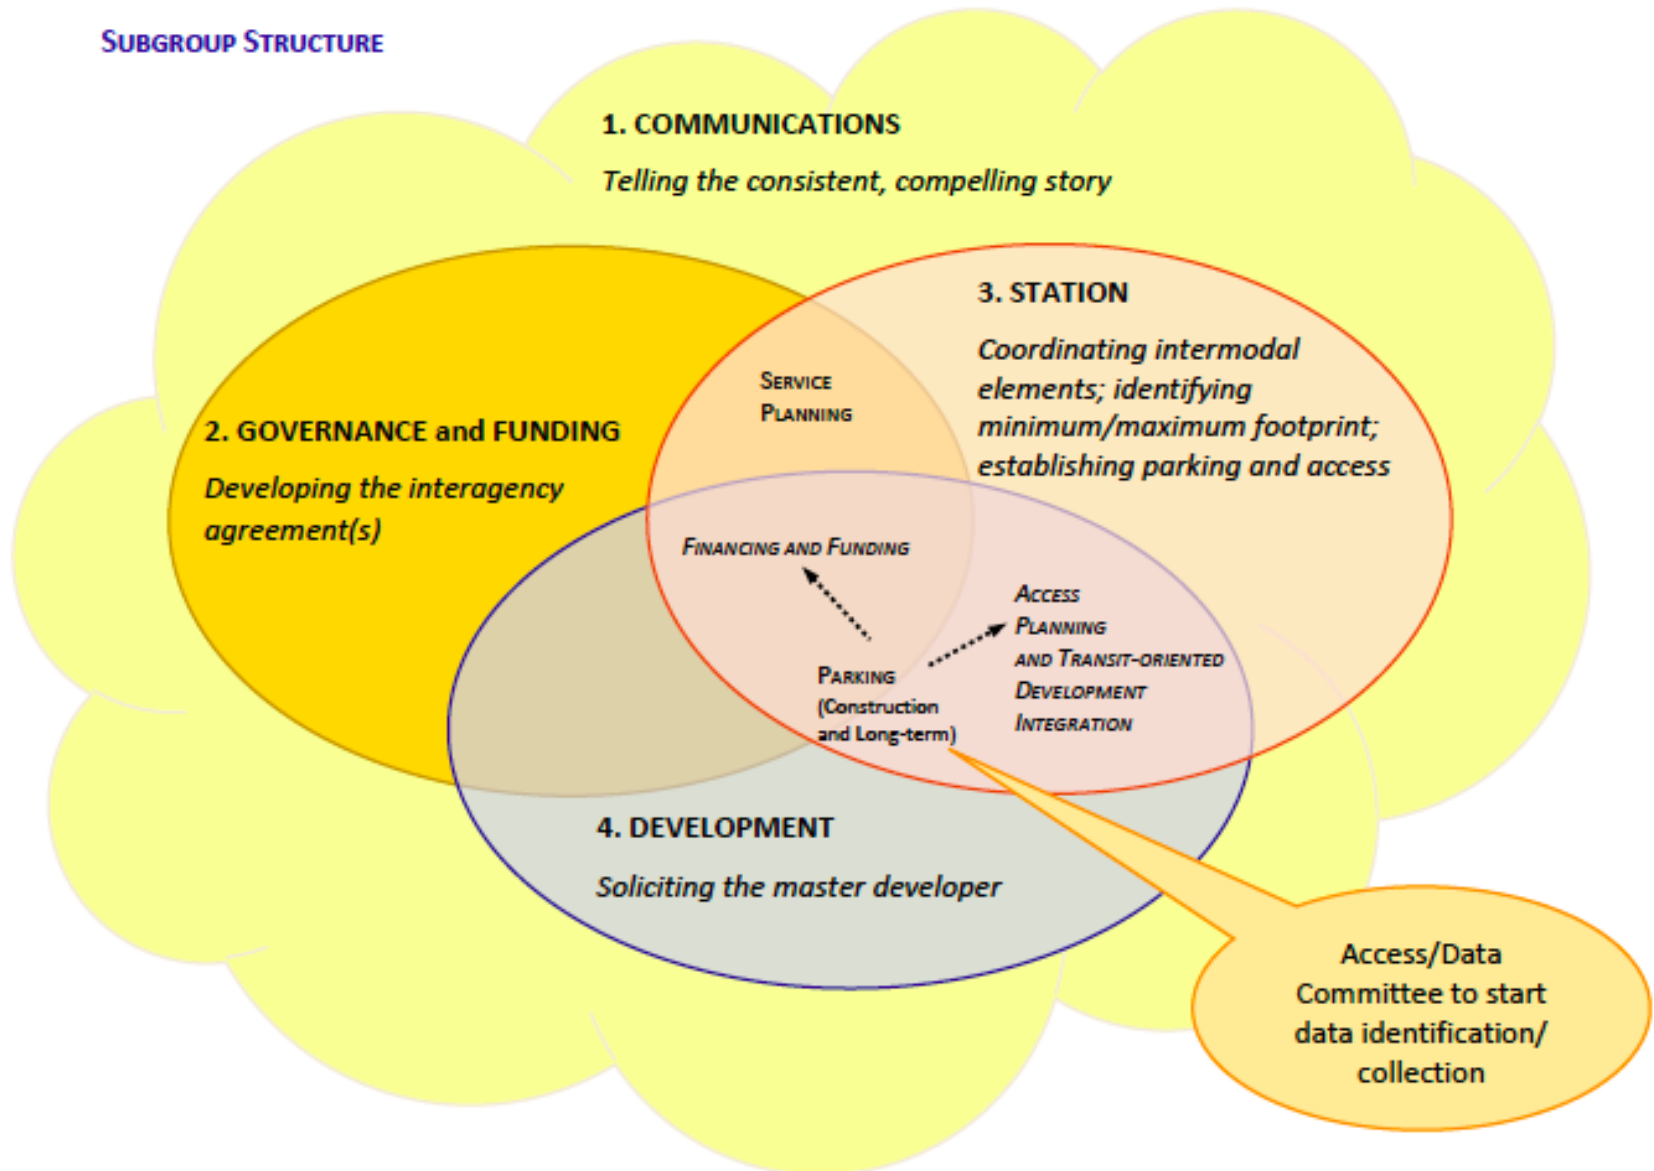 SUBGROUP STRUCTURE
1. COMMUNICATIONS
Telling the consistent, compelling story
3. STATION
Coordinating intermodal
elements; identifying
minimum/maximum footprint;
establishing parking and access
SERVICE
PLANNING
2. GOVERNANCE and FUNDING
Developing the interagency
agreement(s)
FINANCING AND FUNDING
ACCESS
PLANNING
AND TRANSIT-ORIENTED
DEVELOPMENT
INTEGRATION
PARKING
(Construction
and Long-term)
4. DEVELOPMENT
Soliciting the master developer
Access/Data
Committee to start
data identification/
collection